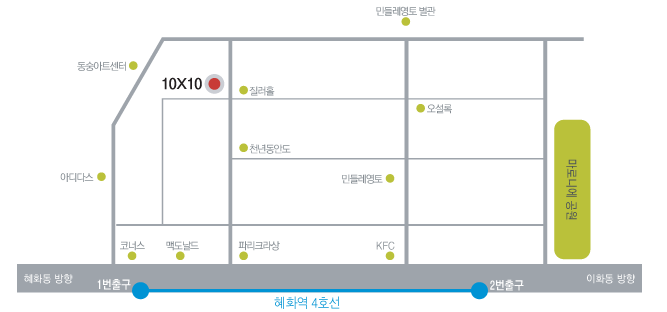 민들레영토 별관
동숭아트센터
10X10
질러홀
오설록
천년동안도
아디다스
민들레영토
마로니에 공원
코너스
맥도널드
파리크라상
KFC
혜화동 방향
1번출구
2번출구
이화동 방향
혜화역 4호선